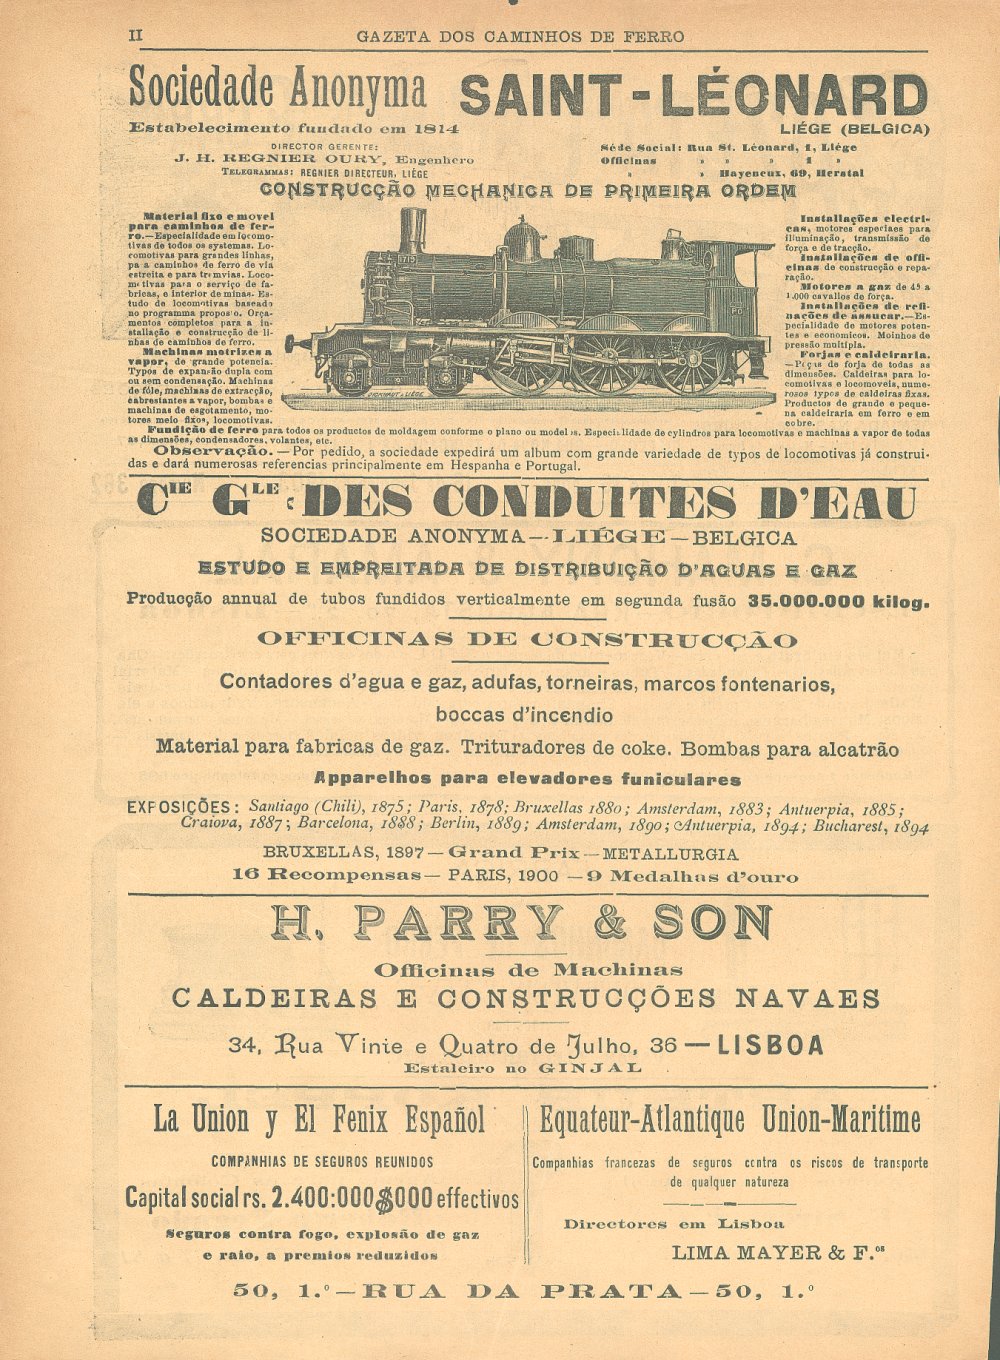 II
GAZETA DOS CAMINHOS DE FERRO
Sociedade Anonyma SAINT-LÉONARD
Estabelecimento fundado em 1814
LIÉGE (BELGICA)
DIRECTOR GERENTE:
J. H. REGNIER OURY, Engenhero
TELEGRAMMAS: REGNIER DIRECTEUR, LIÉGE
Séde Social: Rua St. Léonard, 1, Liége
Officinas » » » 1 »
» » Bayeneux, 69, Herstal
CONSTRUCÇÃO MECHANICA DE PRIMEIRA ORDEM
Material fixo e movel
para caminhos de fer-
ro.—Especialidade em locomo-
tivas de todos os systemas. Lo-
comotivas para grandes linhas,
pa a caminhos de ferro de via
estreita e para tremvias. Loco-
motivas para o serviço de fa-
bricas, e interior de minas. Es-
tudo de locomotivas baseado
no programma propos o. Orça-
mentos completos para a in-
stallação e construcção de li-
nhas de caminhos de ferro.
Machinas motrizes a
vapor, de grande potencia.
Typos de expansão dupla com
ou sem condensação. Machinas
de fóle, machinas de extracção,
cabrestantes a vapor, bombas e
machinas de esgotamento, mo-
tores meio fixos, locomotivas.
Installações electri-
cas, motores especiaes para
illuminação, transmissão de
força e de tracção.
Installações de offi-
cinas de construcção e repa-
ração.
Motores a gaz de 4³ a
1.000 cavallos de força.
Installações de refi-
nações de assucar.—Es-
pecialidade de motores poten-
tes e economicos. Moinhos de
pressão multipla.
Forjas e caldeiraria.
—Peças de forja de todas as
dimensões. Caldeiras para lo-
comotivas e locomoveis, nume-
rosos typos de caldeiras fixas.
Productos de grande e peque-
na caldeiraria em ferro e em
cobre.
Fundição de ferro para todos os productos de moldagem conforme o plano ou model s. Especialidade de cylindros para locomotivas e machinas a vapor de todas
as dimensões, condensadores, volantes, etc.
Observação. — Por pedido, a sociedade expedirá um album com grande variedade de typos de locomotivas já construi-
das e dará numerosas referencias principalmente em Hespanha e Portugal.
Cie Gle DES CONDUITES D'EAU
SOCIEDADE ANONYMA—LIÉGE—BELGICA
ESTUDO E EMPREITADA DE DISTRIBUIÇÃO D'AGUAS E GAZ
Producção annual de tubos fundidos verticalmente em segunda fusão 35.000.000 kilog.
OFFICINAS DE CONSTRUCÇÃO
Contadores d'agua e gaz, adufas, torneiras, marcos fontenarios,
boccas d'incendio
Material para fabricas de gaz. Trituradores de coke. Bombas para alcatrão
Apparelhos para elevadores funiculares
EXPOSIÇÕES: Santiago (Chili), 1875; Paris, 1878; Bruxellas 1880; Amsterdam, 1883; Antuerpia, 1885;
Craiova, 1887; Barcelona, 1888; Berlin, 1889; Amsterdam, 1890; Antuerpia, 1894; Bucharest, 1894
BRUXELLAS, 1897—Grand Prix—METALLURGIA
16 Recompensas— PARIS, 1900 —9 Medalhas d'ouro
H. PARRY & SON
Officinas de Machinas
CALDEIRAS E CONSTRUCÇÕES NAVAES
34, Rua Vinte e Quatro de Julho, 36 — LISBOA
Estaleiro no GINJAL
La Union y El Fenix Español
COMPANHIAS DE SEGUROS REUNIDOS
Capital social rs. 2.400:000$000 effectivos
Seguros contra fogo, explosão de gaz
e raio, a premios reduzidos
Equateur-Atlantique Union-Maritime
Companhias francezas de seguros contra os riscos de transporte
de qualquer natureza
Directores em Lisboa
LIMA MAYER & F.os
50, 1.º—RUA DA PRATA—50, 1.º